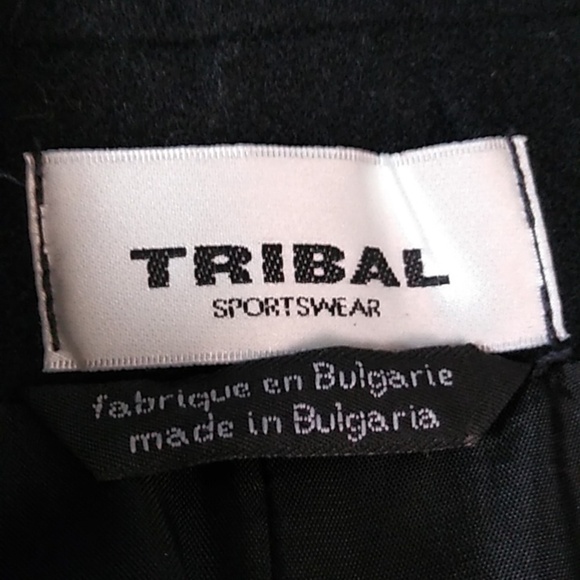 TRIBAL
SPORTSWEAR
fabrique en Bulgarie
made in Bulgaria